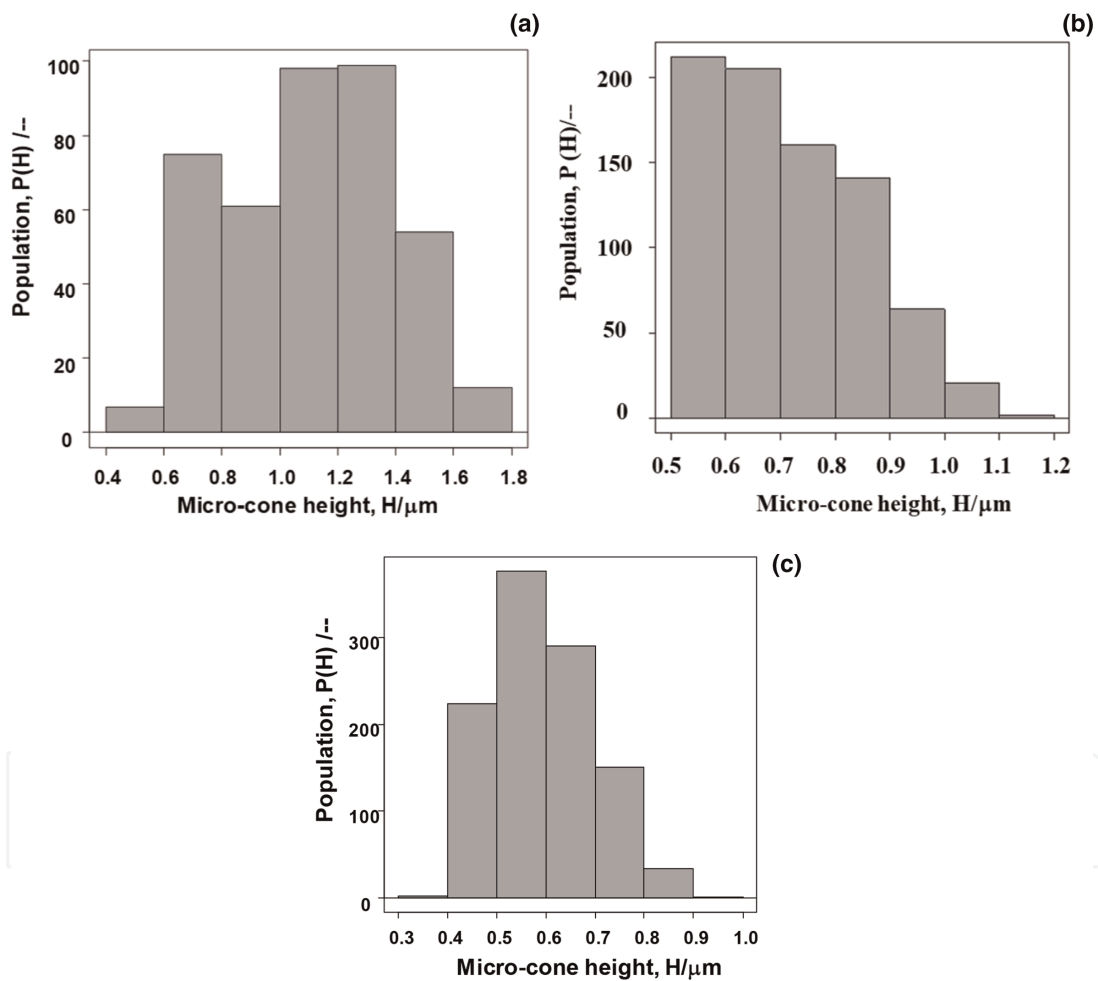 (a)
Population, P(H) /--
100
80
60
40
20
0
0.4 0.6 0.8 1.0 1.2 1.4 1.6 1.8
Micro-cone height, H/μm
(b)
Population, P (H)/--
200
150
100
50
0
0.5 0.6 0.7 0.8 0.9 1.0 1.1 1.2
Micro-cone height, H/μm
(c)
Population, P(H) /--
300
200
100
0
0.3 0.4 0.5 0.6 0.7 0.8 0.9 1.0
Micro-cone height, H/μm